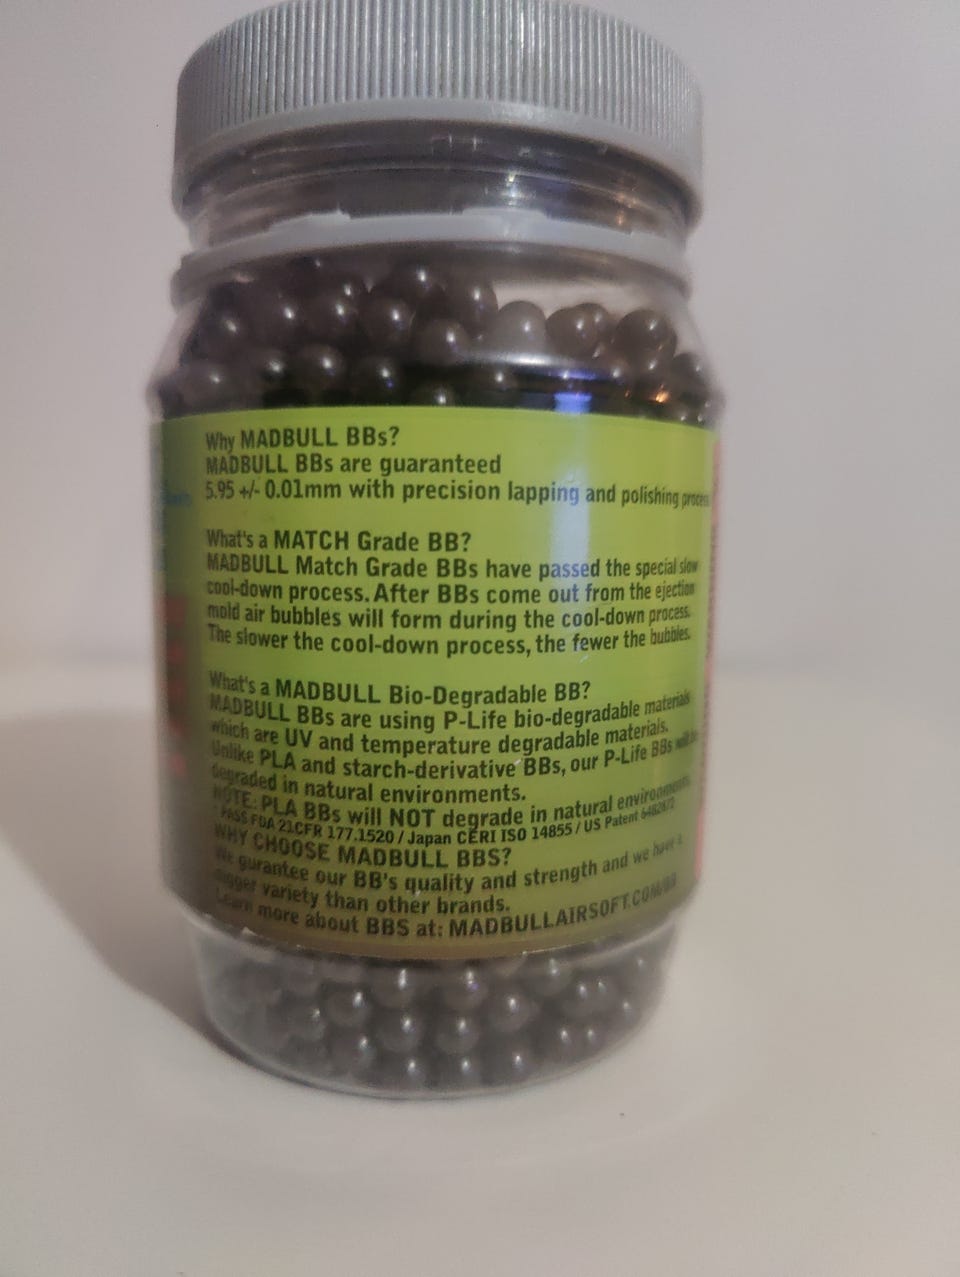 Why MADBULL BBs?
MADBULL BBs are guaranteed
5.95 +/- 0.01mm with precision lapping and polishing process
What's a MATCH Grade BB?
MADBULL Match Grade BBs have passed the special slow
cool-down process. After BBs come out from the ejection
mold air bubbles will form during the cool-down process.
The slower the cool-down process, the fewer the bubbles.
What's a MADBULL Bio-Degradable BB?
MADBULL BBs are using P-Life bio-degradable materials
which are UV and temperature degradable materials.
Unlike PLA and starch-derivative BBs, our P-Life BBs will be
degraded in natural environments.
NOTE: PLA BBs will NOT degrade in natural environments.
* PASS FDA 21CFR 177.1520 / Japan CERI ISO 14855 / US Patent 6482872
WHY CHOOSE MADBULL BBS?
We gurantee our BB's quality and strength and we have a
bigger variety than other brands.
Learn more about BBS at: MADBULLAIRSOFT.COM/BB